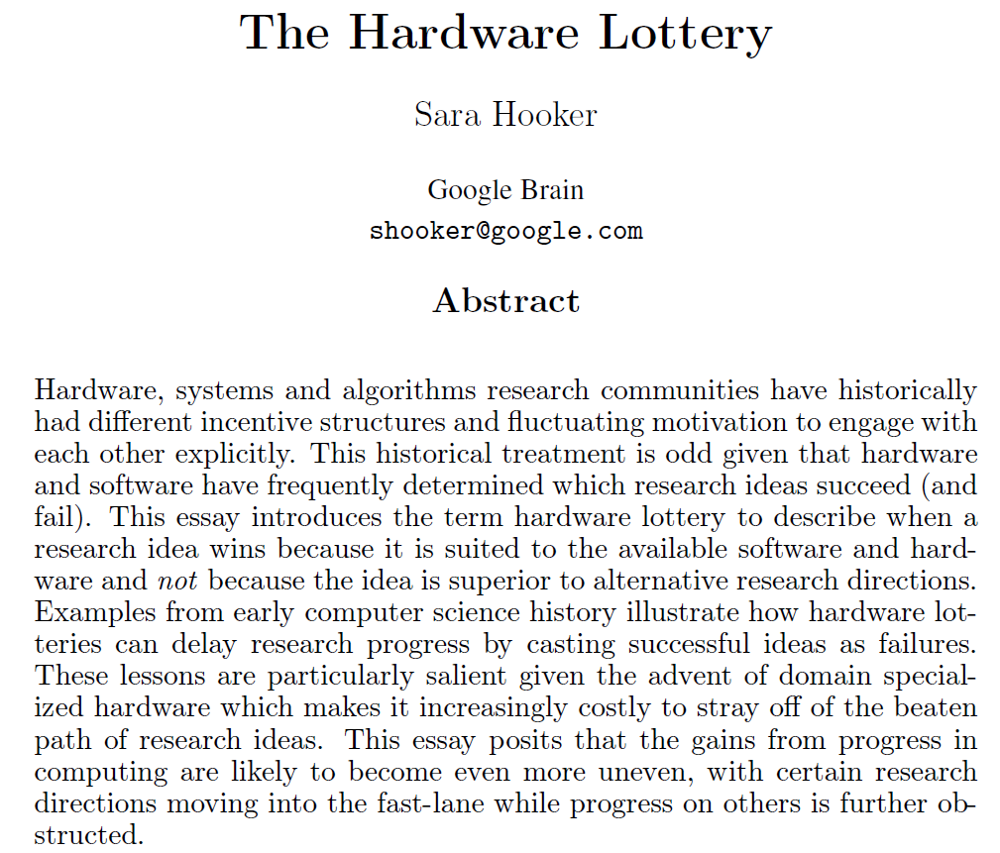 The Hardware Lottery
Sara Hooker
Google Brain
shooker@google.com
Abstract
Hardware, systems and algorithms research communities have historically
had different incentive structures and fluctuating motivation to engage with
each other explicitly. This historical treatment is odd given that hardware
and software have frequently determined which research ideas succeed (and
fail). This essay introduces the term hardware lottery to describe when a
research idea wins because it is suited to the available software and hard-
ware and not because the idea is superior to alternative research directions.
Examples from early computer science history illustrate how hardware lot-
teries can delay research progress by casting successful ideas as failures.
These lessons are particularly salient given the advent of domain special-
ized hardware which makes it increasingly costly to stray off of the beaten
path of research ideas. This essay posits that the gains from progress in
computing are likely to become even more uneven, with certain research
directions moving into the fast-lane while progress on others is further ob-
structed.